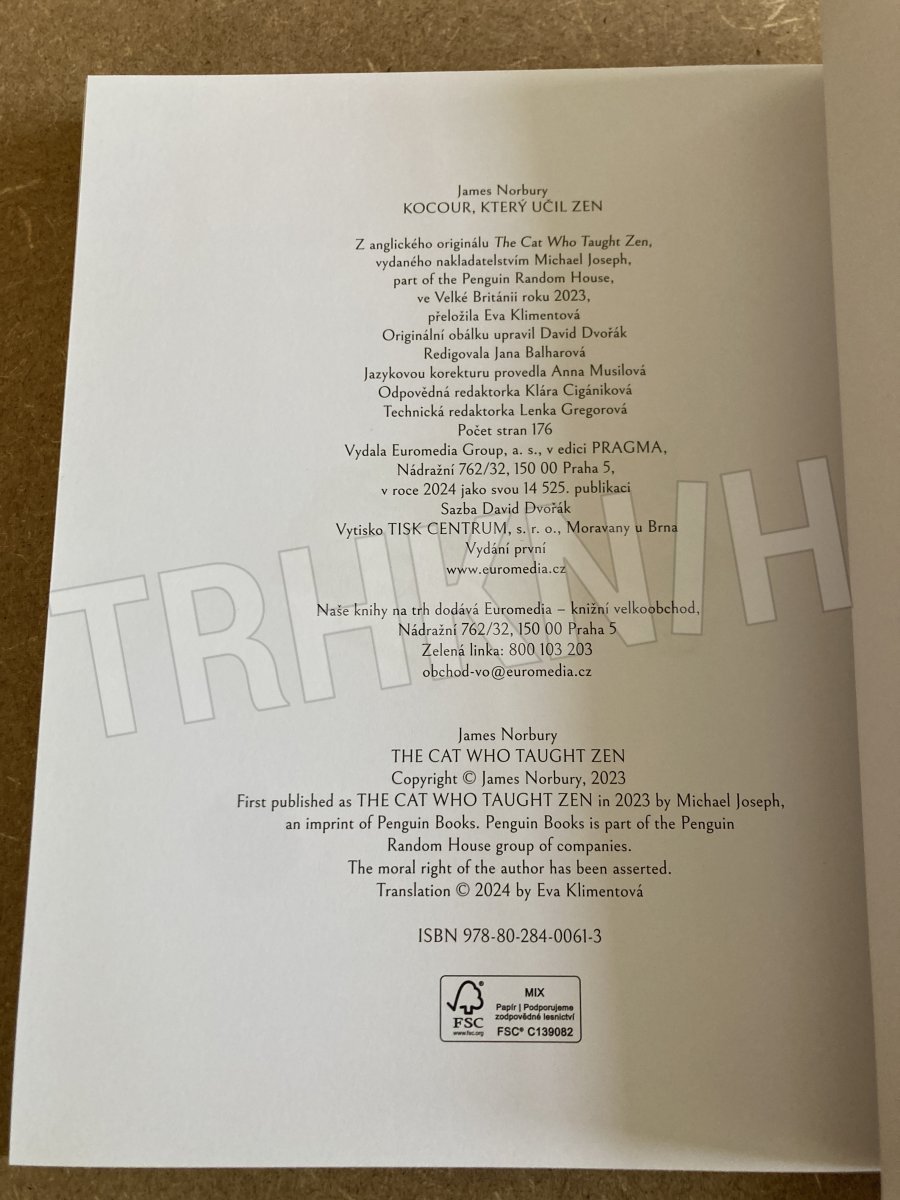 James Norbury
KOCOUR, KTERÝ UČIL ZEN
Z anglického originálu The Cat Who Taught Zen,
vydaného nakladatelstvím Michael Joseph,
part of the Penguin Random House,
ve Velké Británii roku 2023,
přeložila Eva Klimentová
Originální obálku upravil David Dvořák
Redigovala Jana Balharová
Jazykovou korekturu provedla Anna Musilová
Odpovědná redaktorka Klára Cigániková
Technická redaktorka Lenka Gregorová
Počet stran 176
Vydala Euromedia Group, a. s., v edici PRAGMA,
Nádražní 762/32, 150 00 Praha 5,
v roce 2024 jako svou 14 525. publikaci
Sazba David Dvořák
Vytisko TISK CENTRUM, s. r. o., Moravany u Brna
Vydání první
www.euromedia.cz
Naše knihy na trh dodává Euromedia – knižní velkoobchod,
Nádražní 762/32, 150 00 Praha 5
Zelená linka: 800 103 203
obchod-vo@euromedia.cz
James Norbury
THE CAT WHO TAUGHT ZEN
Copyright © James Norbury, 2023
First published as THE CAT WHO TAUGHT ZEN in 2023 by Michael Joseph,
an imprint of Penguin Books. Penguin Books is part of the Penguin
Random House group of companies.
The moral right of the author has been asserted.
Translation © 2024 by Eva Klimentová
ISBN 978-80-284-0061-3
FSC
www.fsc.org
MIX
Papír | Podporujeme
zodpovědné lesnictví
FSC® C139082
TRHKNIH